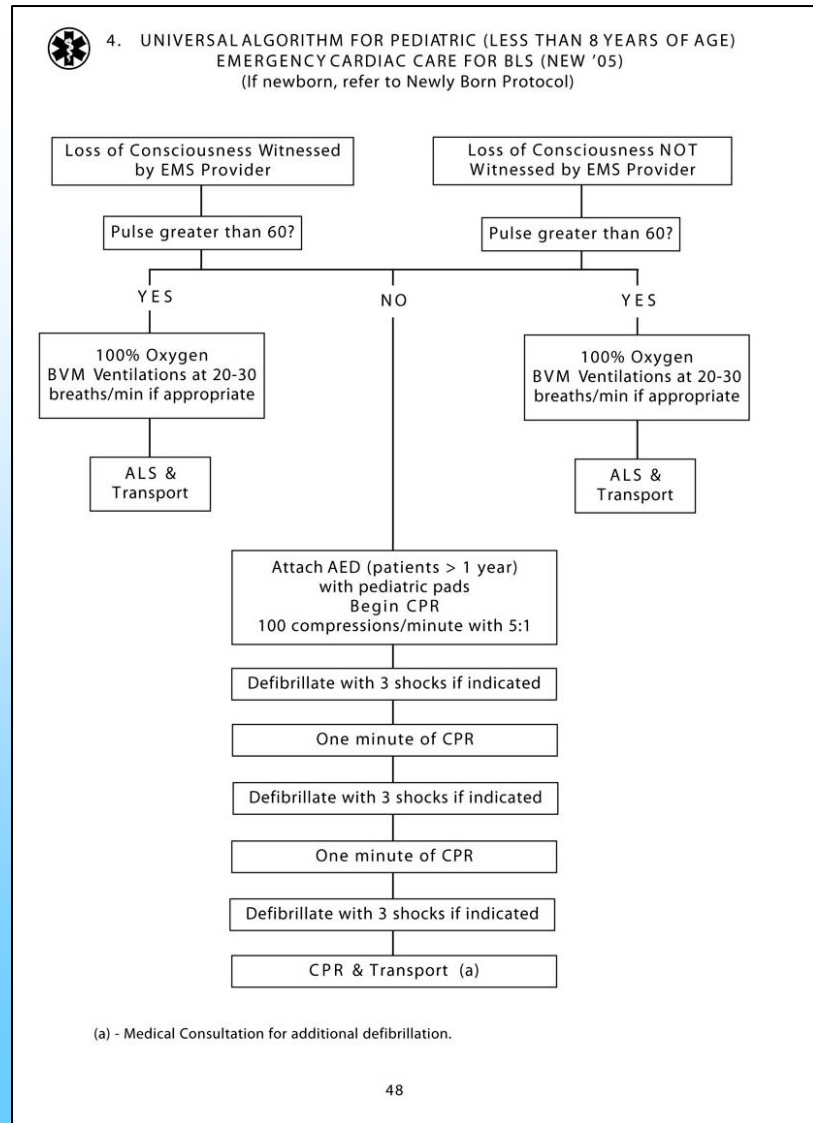 4. UNIVERSAL ALGORITHM FOR PEDIATRIC (LESS THAN 8 YEARS OF AGE)
EMERGENCY CARDIAC CARE FOR BLS (NEW '05)
(If newborn, refer to Newly Born Protocol)
Loss of Consciousness Witnessed
by EMS Provider
Loss of Consciousness NOT
Witnessed by EMS Provider
Pulse greater than 60?
Pulse greater than 60?
YES
NO
YES
100% Oxygen
BVM Ventilations at 20-30
breaths/min if appropriate
100% Oxygen
BVM Ventilations at 20-30
breaths/min if appropriate
ALS &
Transport
ALS &
Transport
Attach AED (patients > 1 year)
with pediatric pads
Begin CPR
100 compressions/minute with 5:1
Defibrillate with 3 shocks if indicated
One minute of CPR
Defibrillate with 3 shocks if indicated
One minute of CPR
Defibrillate with 3 shocks if indicated
CPR & Transport (a)
(a) - Medical Consultation for additional defibrillation.
48